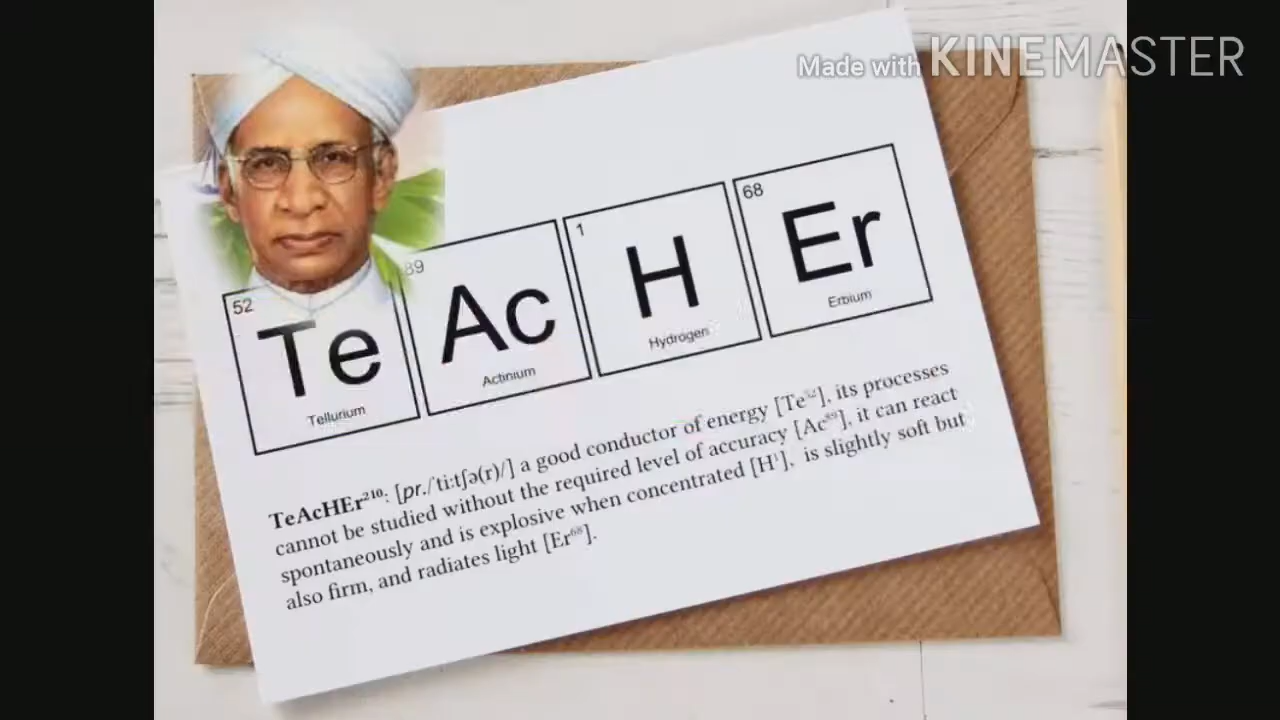 Made with KINEMASTER
52
Te
Tellurium
89
Ac
Actinium
1
H
Hydrogen
68
Er
Erbium
TeAcHEr²¹⁰: [pr./ˈtiːtʃə(r)/] a good conductor of energy [Te⁵²], its processes
cannot be studied without the required level of accuracy [Ac⁸⁹], it can react
spontaneously and is explosive when concentrated [H¹], is slightly soft but
also firm, and radiates light [Er⁶⁸].